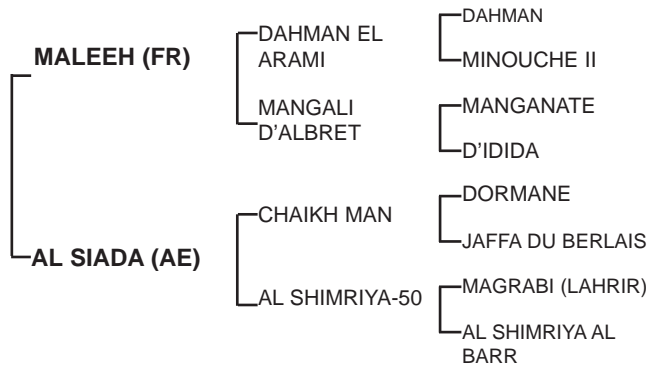 MALEEH (FR)
DAHMAN EL
ARAMI
DAHMAN
MINOUCHE II
MANGALI
D'ALBRET
MANGANATE
D'IDIDA
AL SIADA (AE)
CHAIKH MAN
DORMANE
JAFFA DU BERLAIS
AL SHIMRIYA-50
MAGRABI (LAHRIR)
AL SHIMRIYA AL
BARR